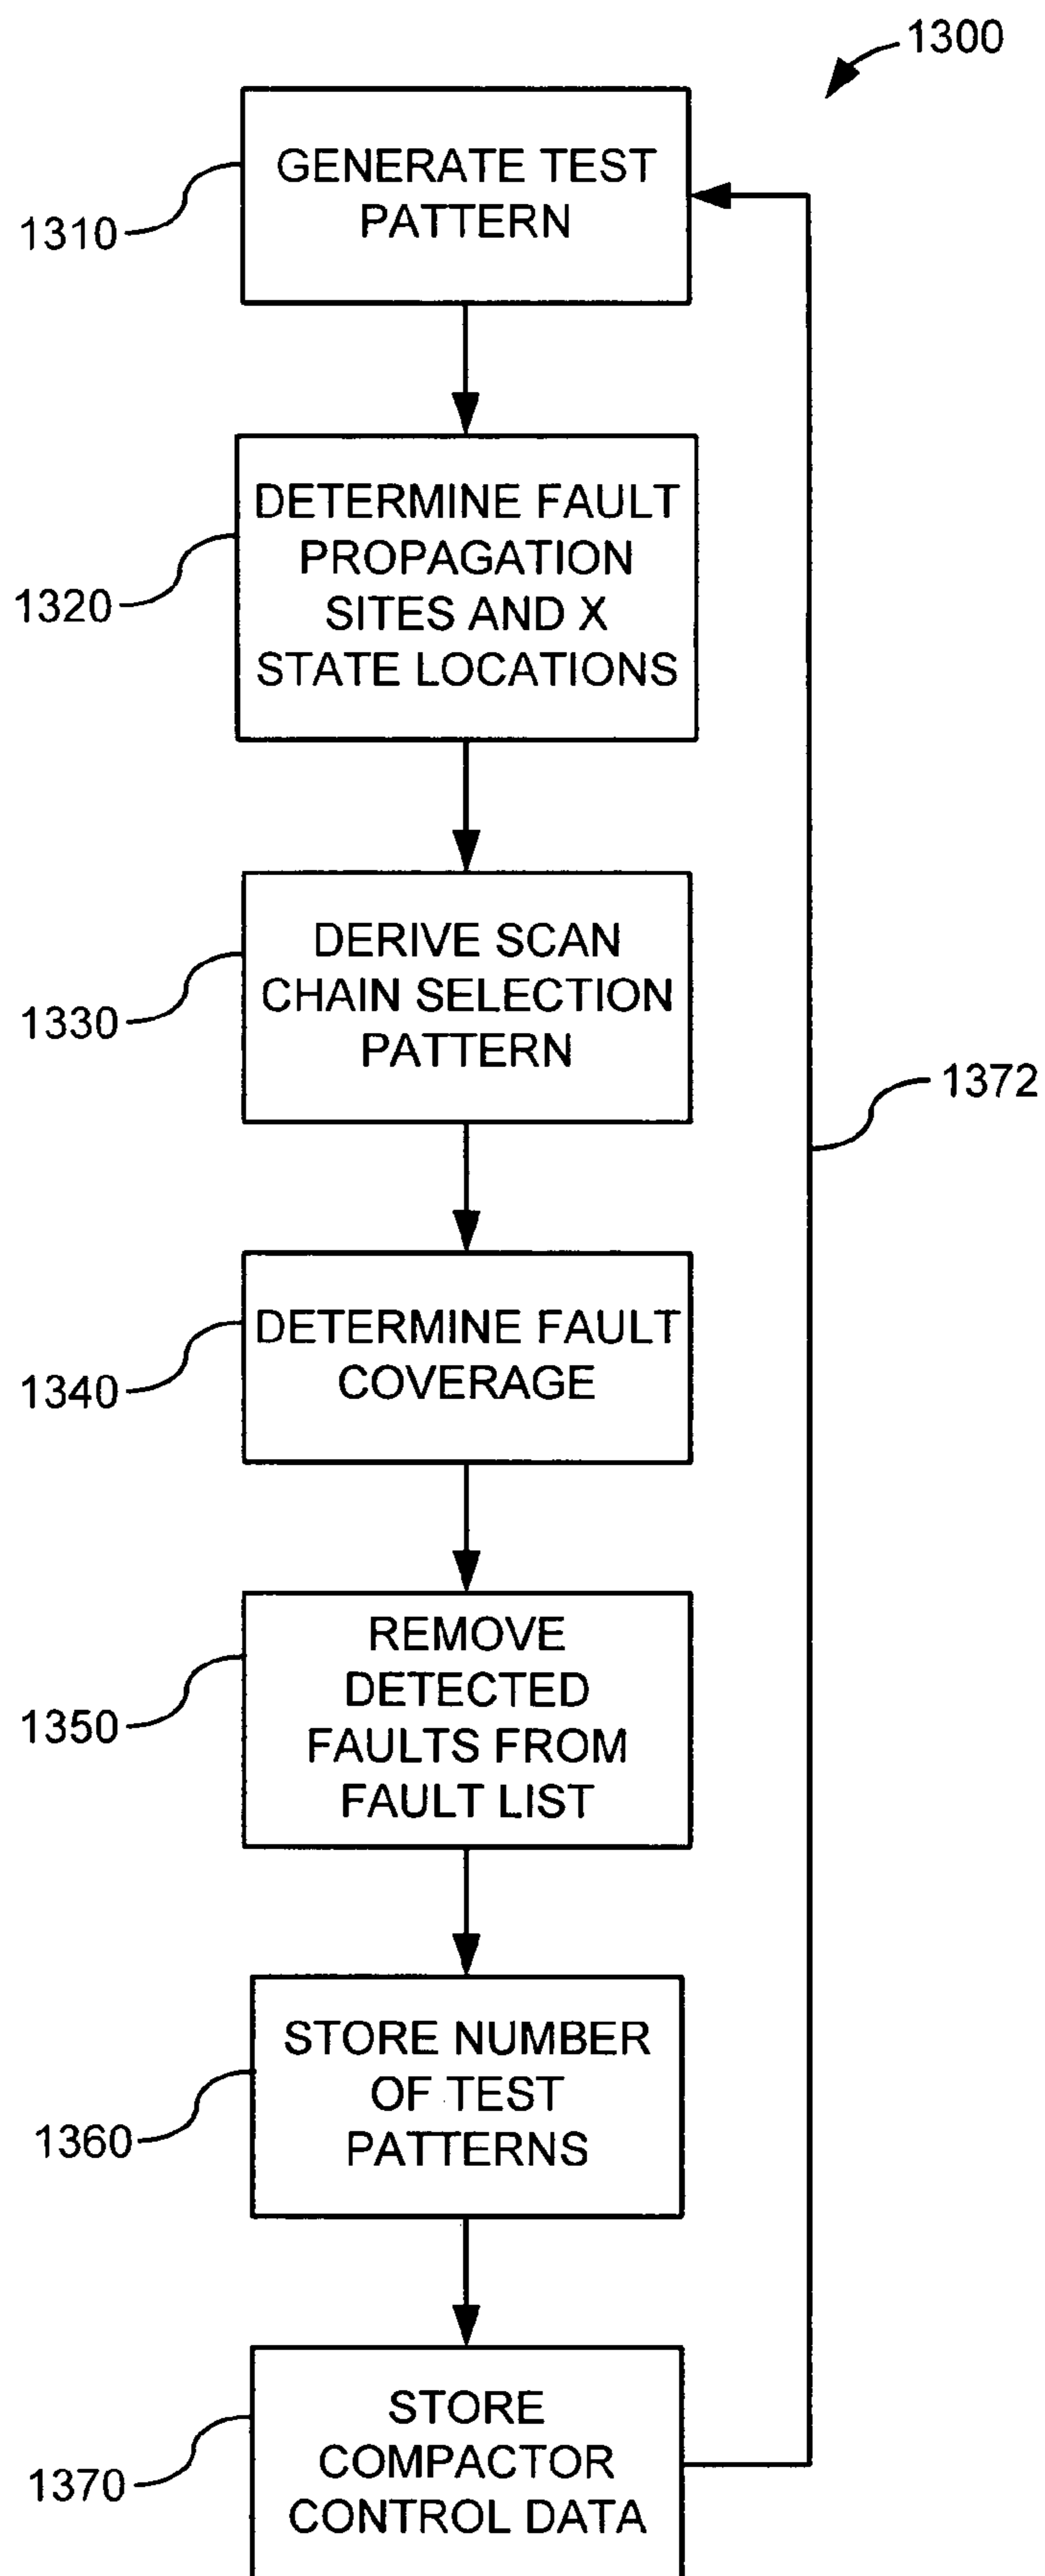 1300
GENERATE TEST
PATTERN
1310
DETERMINE FAULT
PROPAGATION
SITES AND X
STATE LOCATIONS
1320
DERIVE SCAN
CHAIN SELECTION
PATTERN
1330
1372
DETERMINE FAULT
COVERAGE
1340
REMOVE
DETECTED
FAULTS FROM
FAULT LIST
1350
STORE NUMBER
OF TEST
PATTERNS
1360
STORE
COMPACTOR
CONTROL DATA
1370